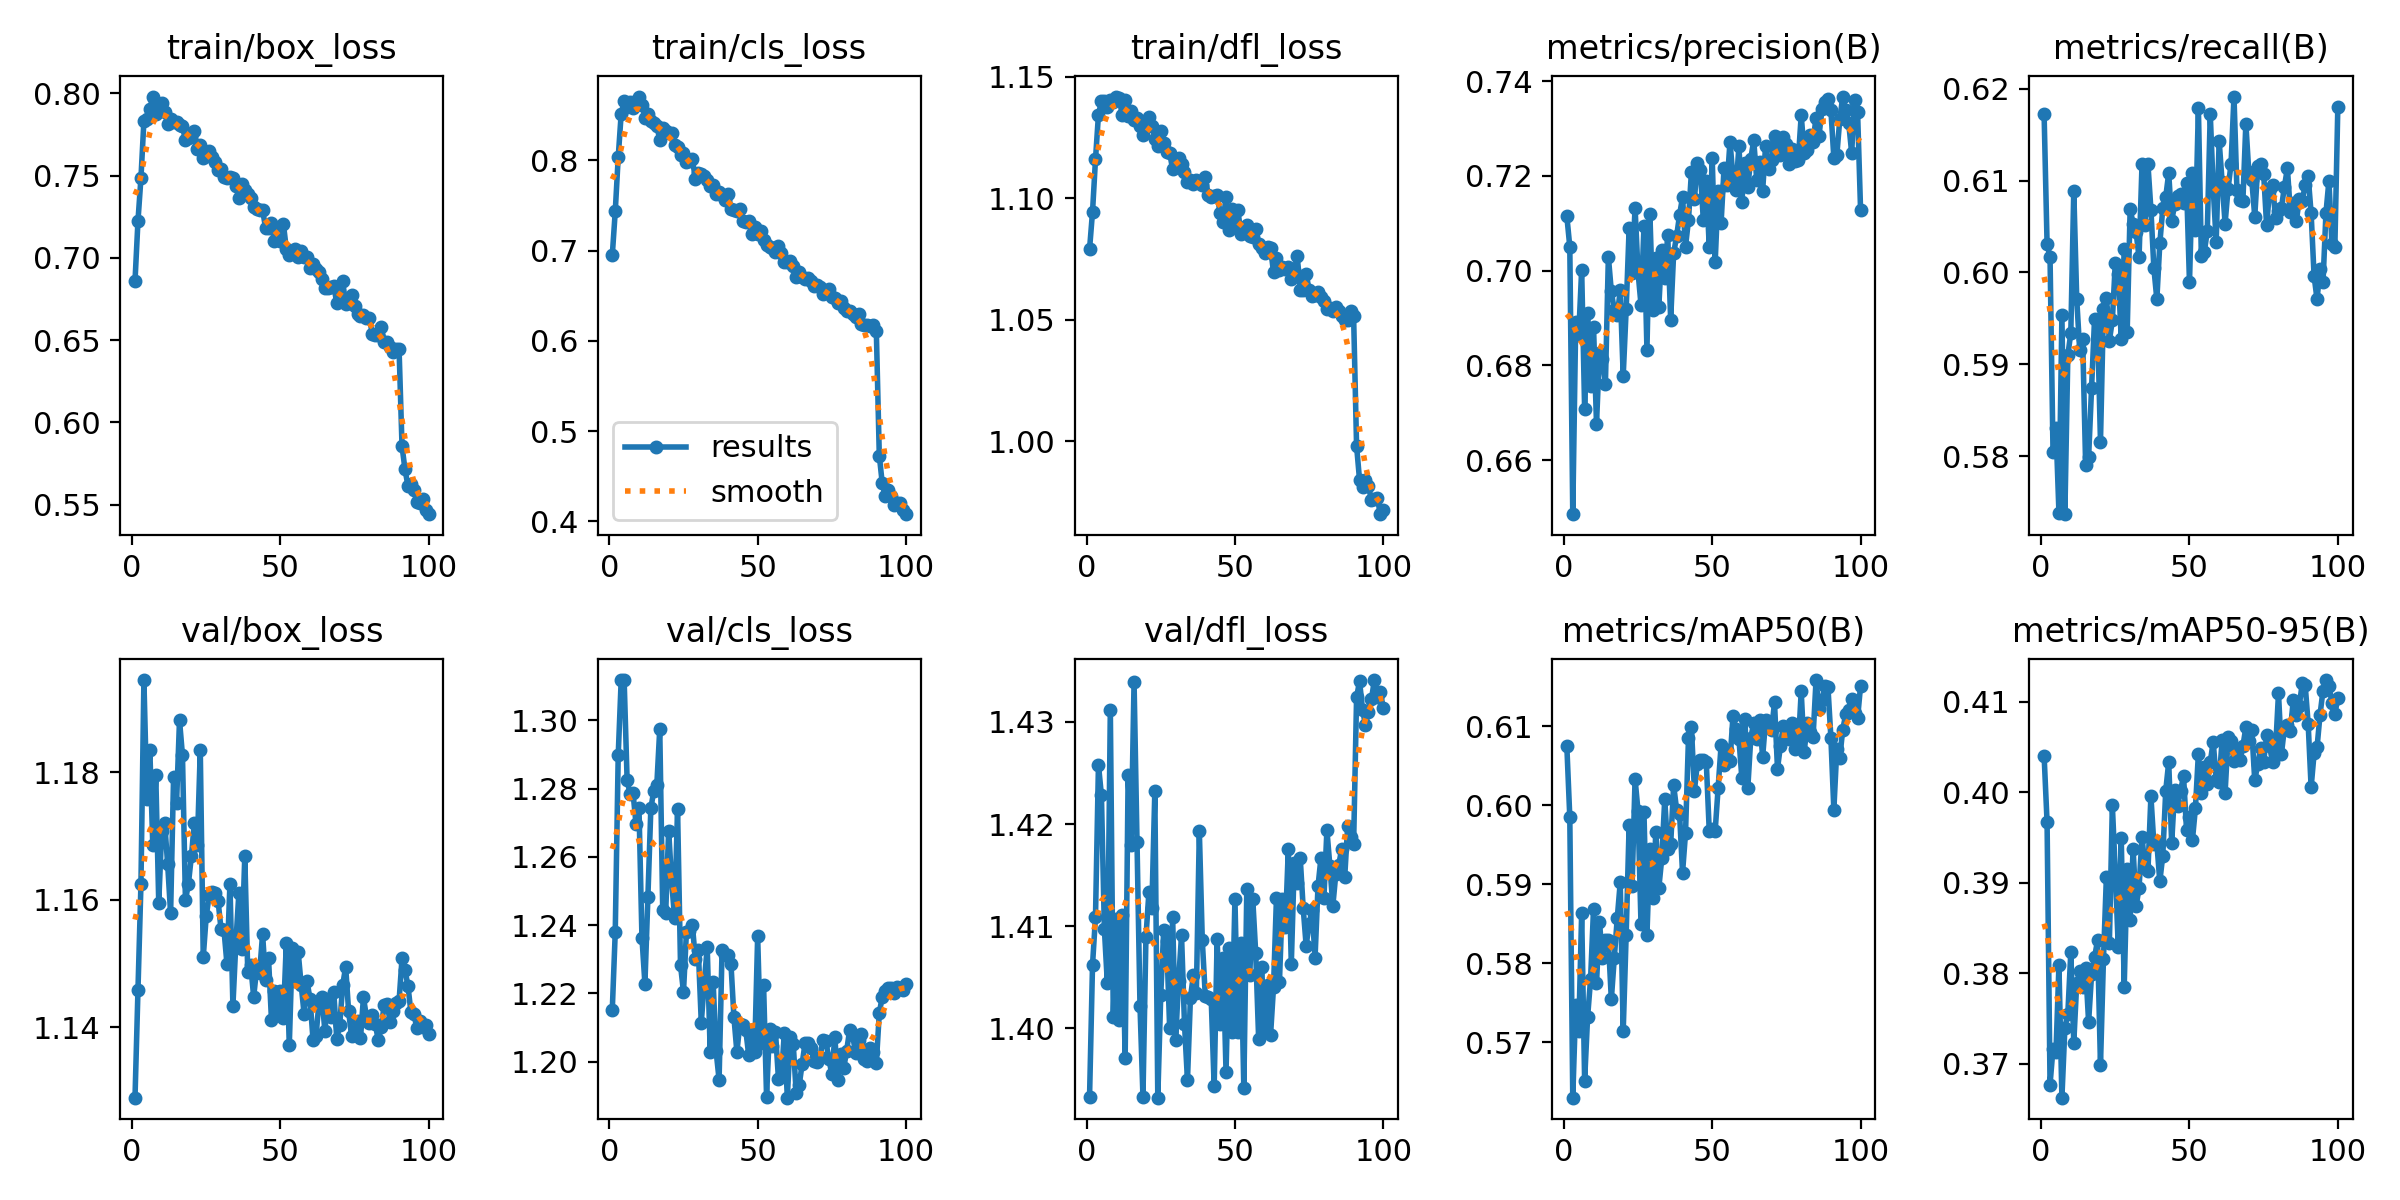 train/box_loss
train/cls_loss
train/dfl_loss
metrics/precision(B)
metrics/recall(B)
0.80
0.75
0.70
0.65
0.60
0.55
0 50 100
0.8
0.7
0.6
0.5
0.4
results
smooth
0 50 100
1.15
1.10
1.05
1.00
0 50 100
0.74
0.72
0.70
0.68
0.66
0 50 100
0.62
0.61
0.60
0.59
0.58
0 50 100
val/box_loss
val/cls_loss
val/dfl_loss
metrics/mAP50(B)
metrics/mAP50-95(B)
1.18
1.16
1.14
0 50 100
1.30
1.28
1.26
1.24
1.22
1.20
0 50 100
1.43
1.42
1.41
1.40
0 50 100
0.61
0.60
0.59
0.58
0.57
0 50 100
0.41
0.40
0.39
0.38
0.37
0 50 100